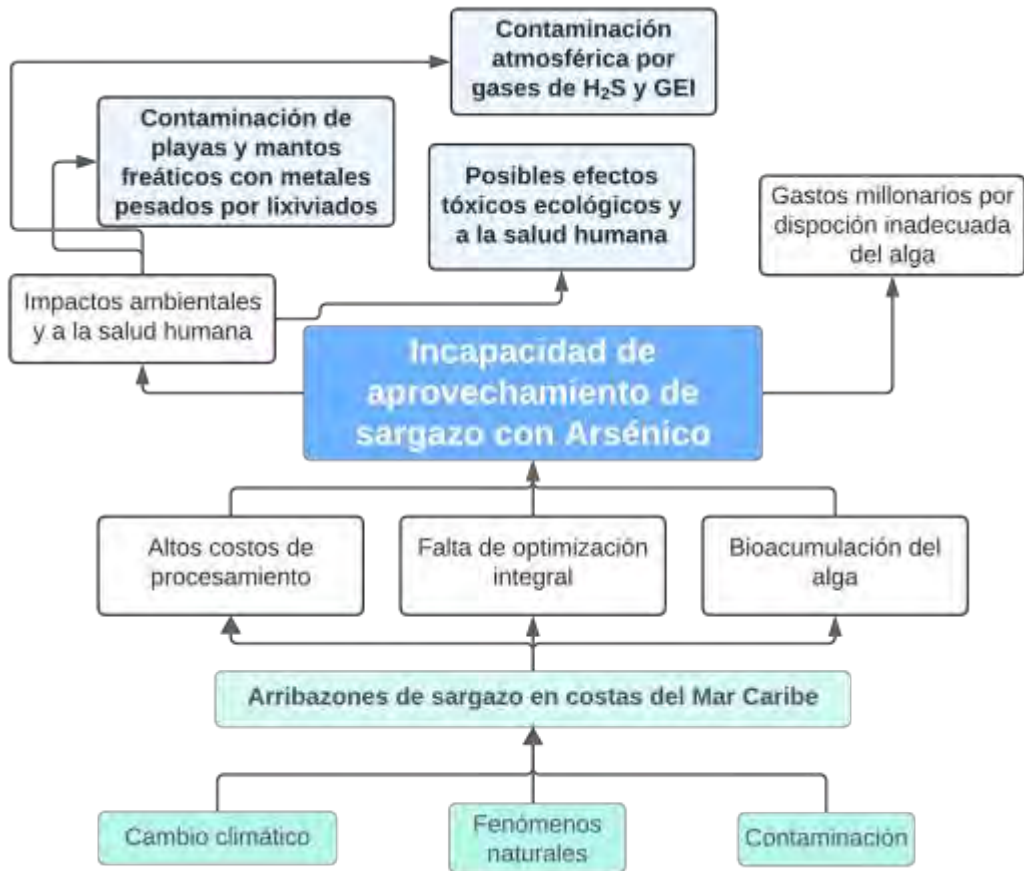 Contaminación
atmosférica por
gases de H₂S y GEI
Contaminación de
playas y mantos
freáticos con metales
pesados por lixiviados
Posibles efectos
tóxicos ecológicos y
a la salud humana
Gastos millonarios por
dispoción inadecuada
del alga
Impactos ambientales
y a la salud humana
Incapacidad de
aprovechamiento de
sargazo con Arsénico
Altos costos de
procesamiento
Falta de optimización
integral
Bioacumulación del
alga
Arribazones de sargazo en costas del Mar Caribe
Cambio climático
Fenómenos
naturales
Contaminación